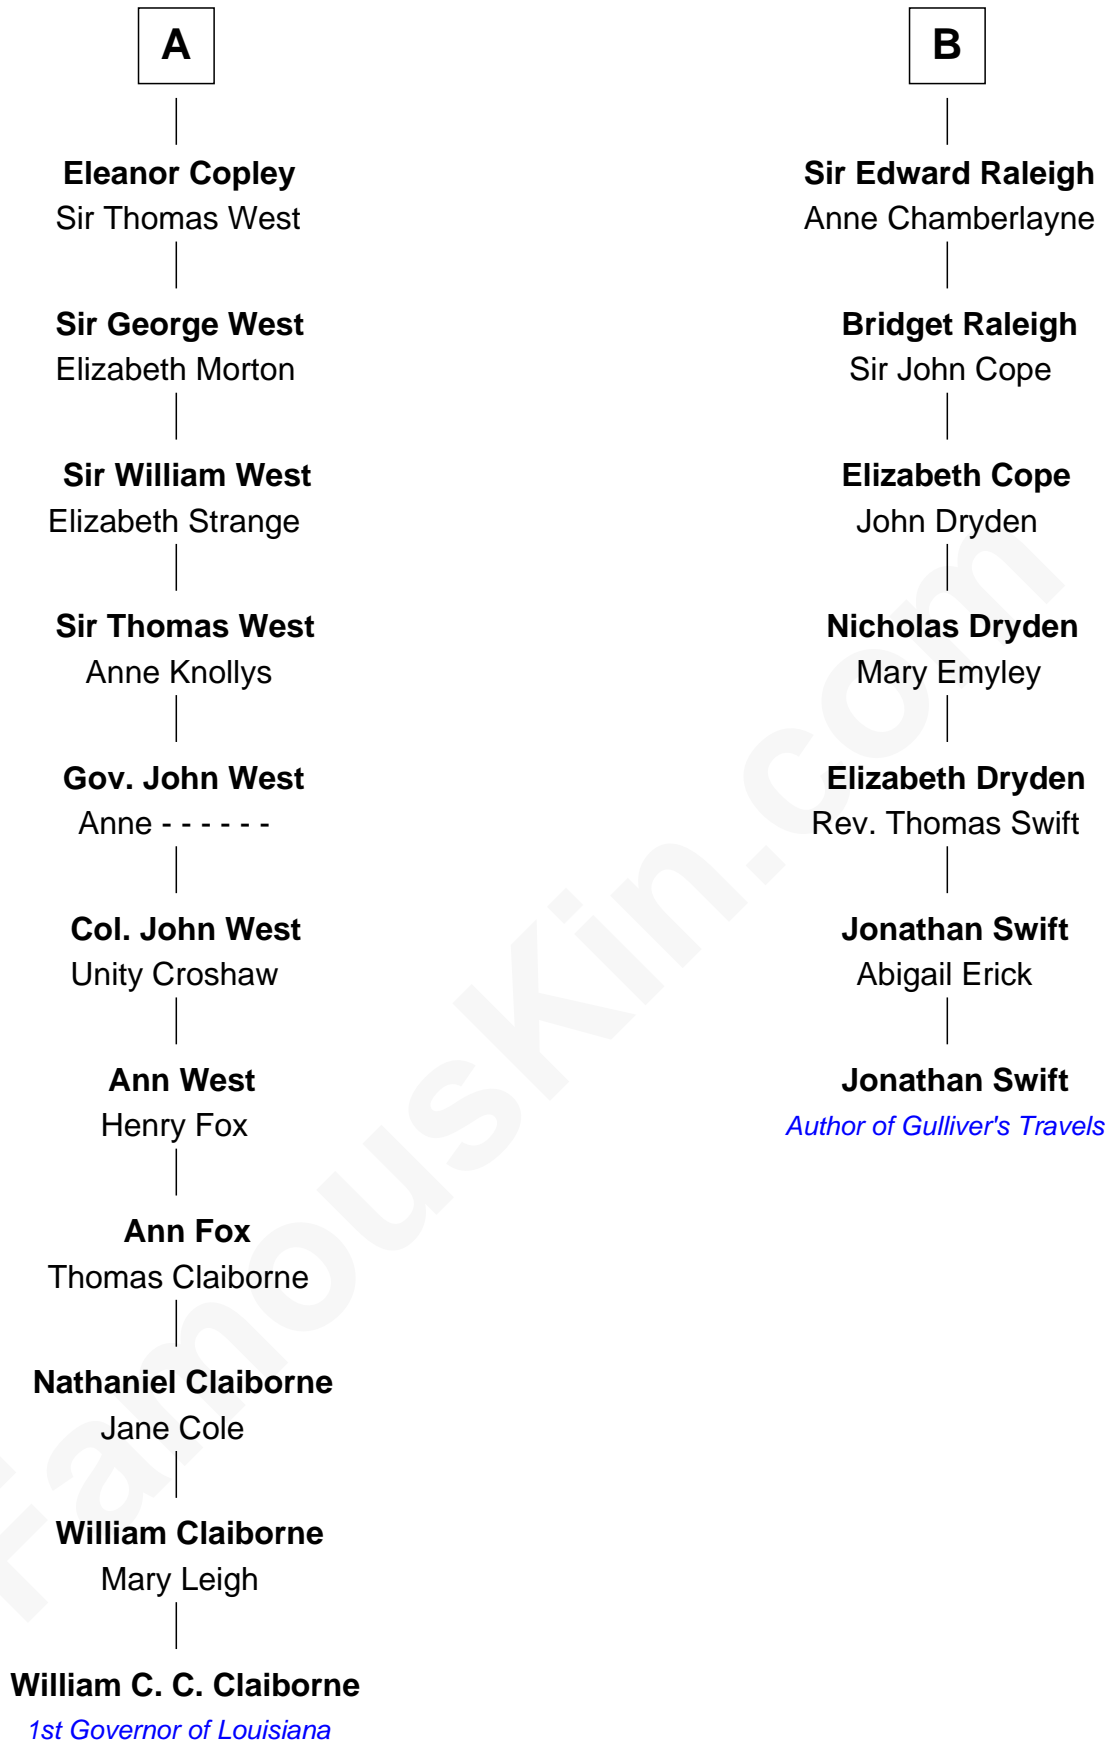 A
Eleanor Copley
Sir Thomas West
Sir George West
Elizabeth Morton
Sir William West
Elizabeth Strange
Sir Thomas West
Anne Knollys
Gov. John West
Anne - - - - - -
Col. John West
Unity Croshaw
Ann West
Henry Fox
Ann Fox
Thomas Claiborne
Nathaniel Claiborne
Jane Cole
William Claiborne
Mary Leigh
William C. C. Claiborne
1st Governor of Louisiana
B
Sir Edward Raleigh
Anne Chamberlayne
Bridget Raleigh
Sir John Cope
Elizabeth Cope
John Dryden
Nicholas Dryden
Mary Emyley
Elizabeth Dryden
Rev. Thomas Swift
Jonathan Swift
Abigail Erick
Jonathan Swift
Author of Gulliver's Travels
FamousKin.com